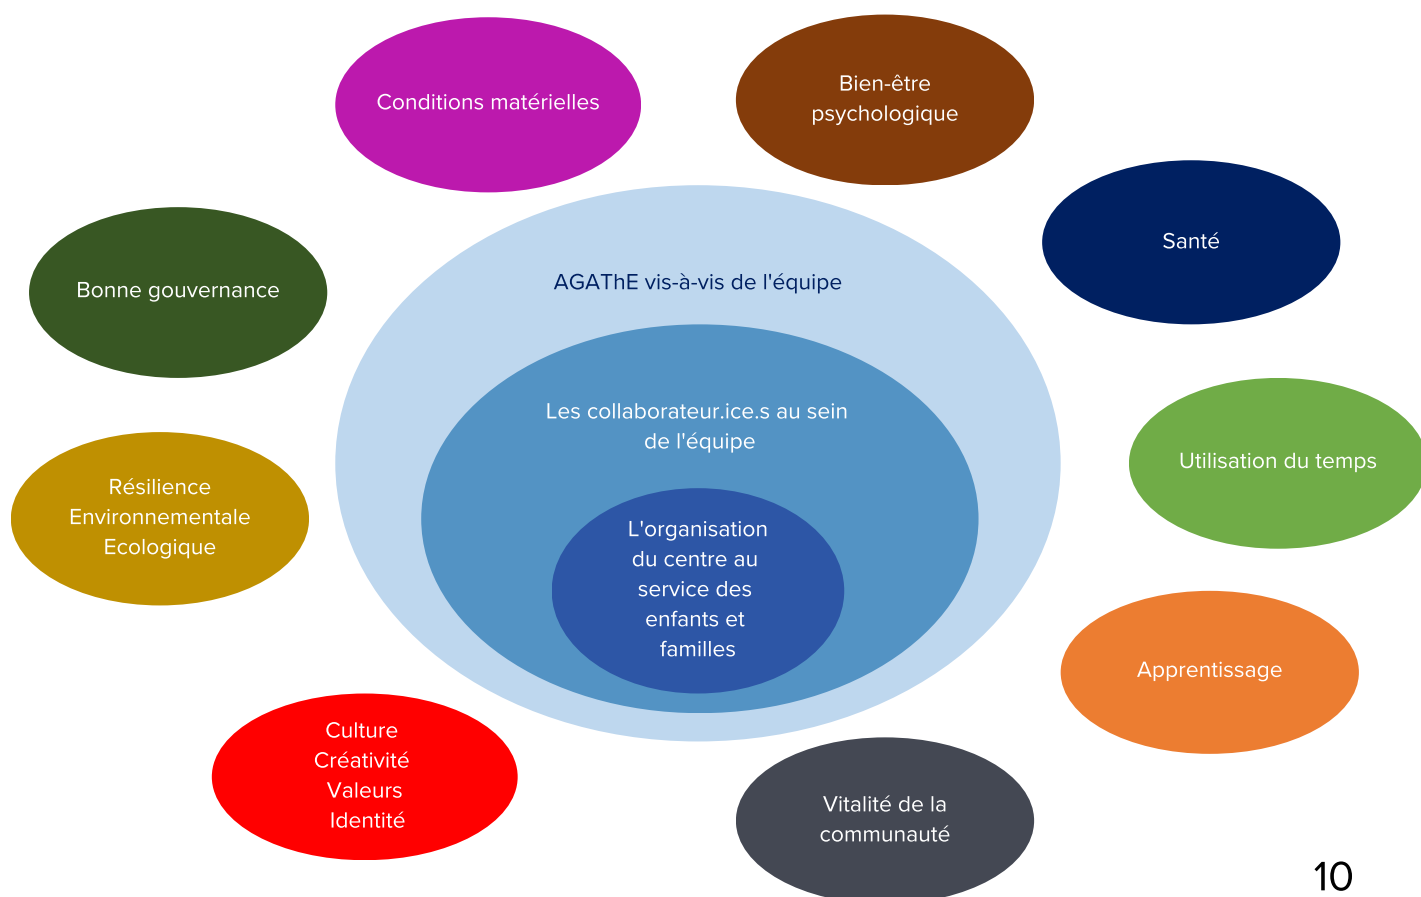 Conditions matérielles
Bien-être
psychologique
Santé
Bonne gouvernance
AGAThE vis-à-vis de l'équipe
Les collaborateur.ice.s au sein
de l'équipe
Utilisation du temps
Résilience
Environnementale
Ecologique
L'organisation
du centre au
service des
enfants et
familles
Apprentissage
Culture
Créativité
Valeurs
Identité
Vitalité de la
communauté
10